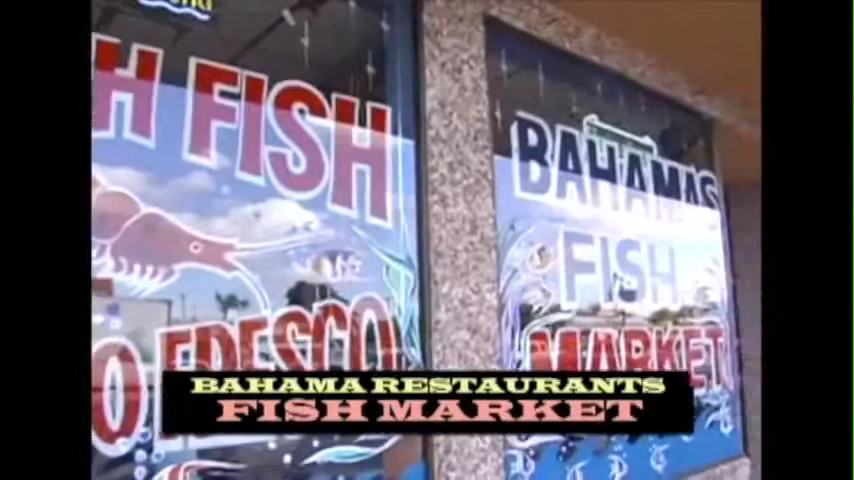 H FISH
O FRESCO
BAHAMAS
FISH
MARKET
BAHAMA RESTAURANTS
FISH MARKET